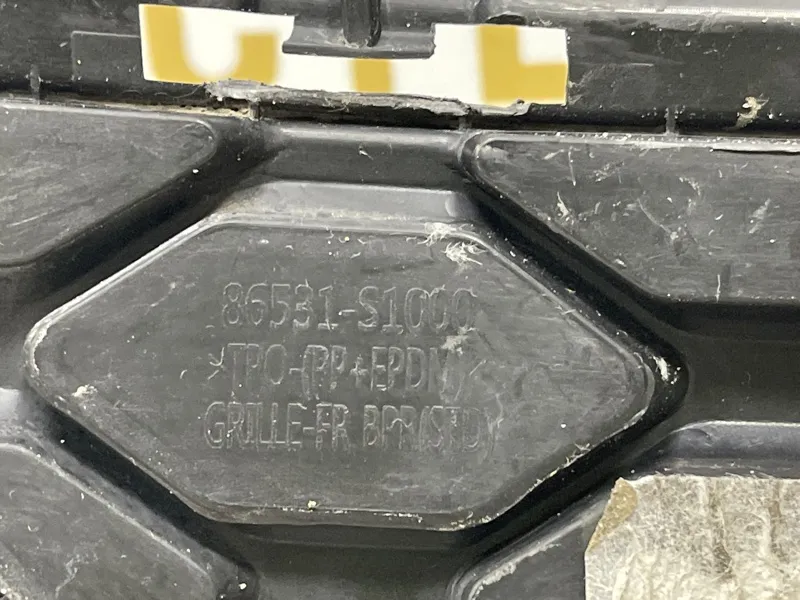 86531-S1000
>TPO-(PP+EPDM)<
GRILLE-FR BPR(STD)